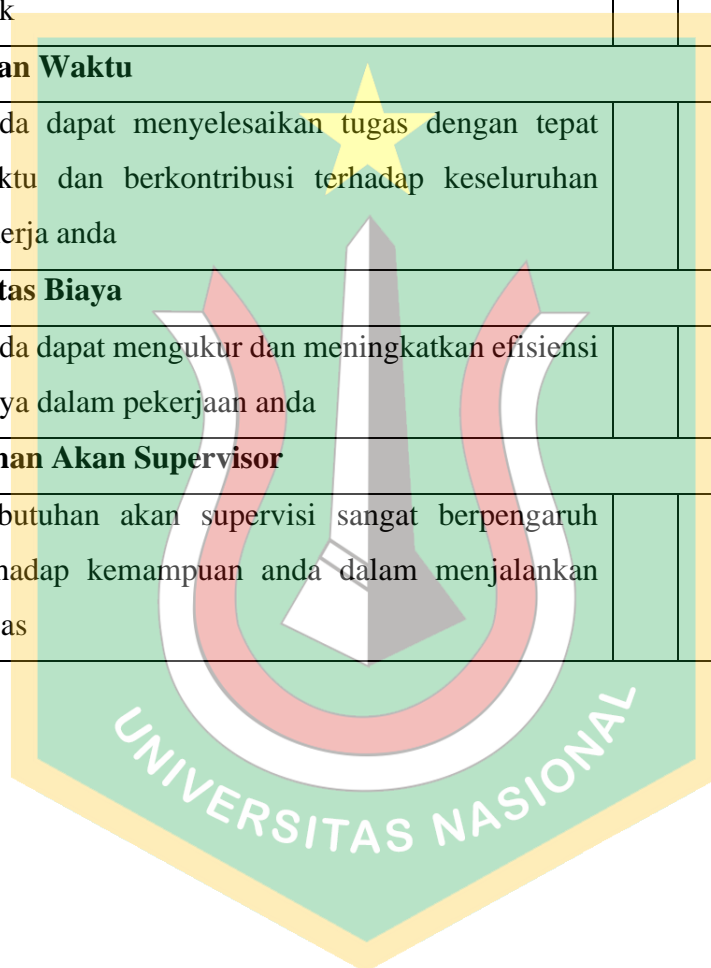 k
an Waktu
da dapat menyelesaikan tugas dengan tepat
ktu dan berkontribusi terhadap keseluruhan
erja anda
tas Biaya
da dapat mengukur dan meningkatkan efisiensi
ya dalam pekerjaan anda
nan Akan Supervisor
butuhan akan supervisi sangat berpengaruh
hadap kemampuan anda dalam menjalankan
as
UNIVERSITAS NASIONAL